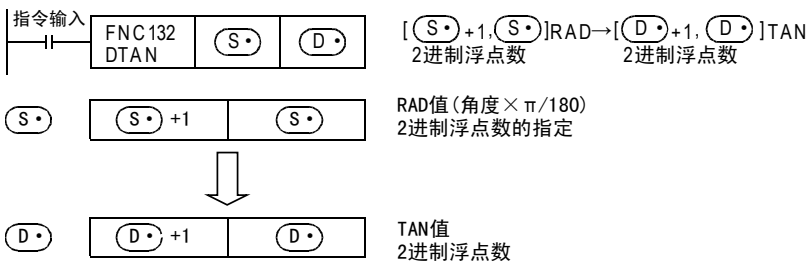 指令输入
FNC132
DTAN
S•
D•
[S•+1,S•]RAD→[D•+1, D•]TAN
2进制浮点数
2进制浮点数
S•
S• +1
S•
RAD值(角度×π/180)
2进制浮点数的指定
D•
D• +1
D•
TAN值
2进制浮点数